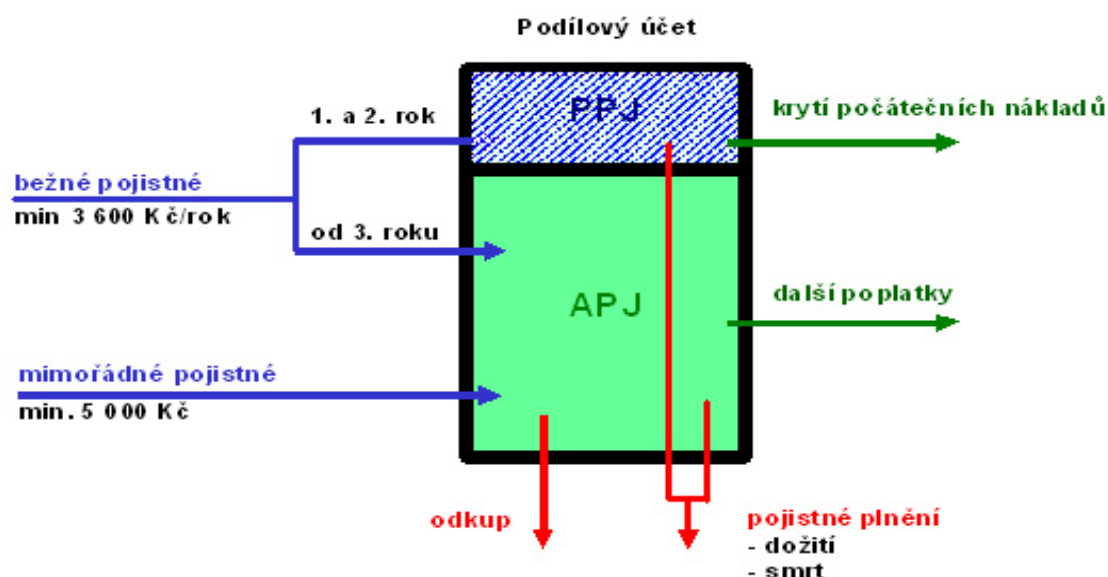 Podílový účet
PPJ
1. a 2. rok
krytí počátečních nákladů
bežné pojistné
min 3 600 Kč/rok
od 3. roku
APJ
další poplatky
mimořádné pojistné
min. 5 000 Kč
odkup
pojistné plnění
- dožití
- smrt